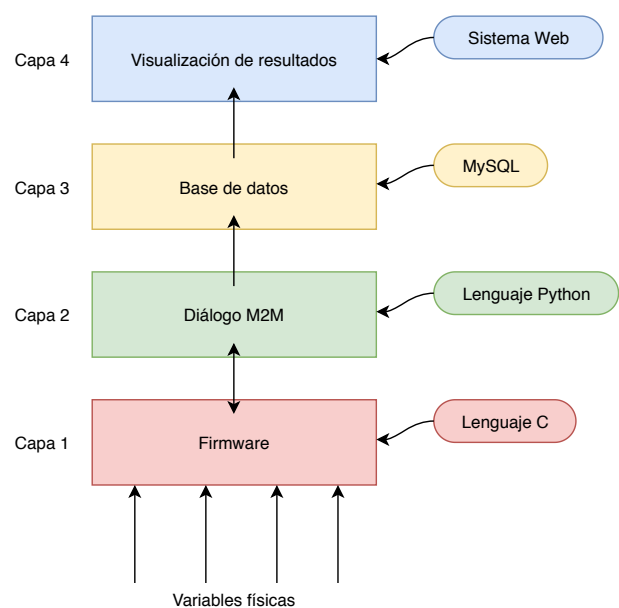 Capa 4
Visualización de resultados
Sistema Web
Capa 3
Base de datos
MySQL
Capa 2
Diálogo M2M
Lenguaje Python
Capa 1
Firmware
Lenguaje C
Variables físicas